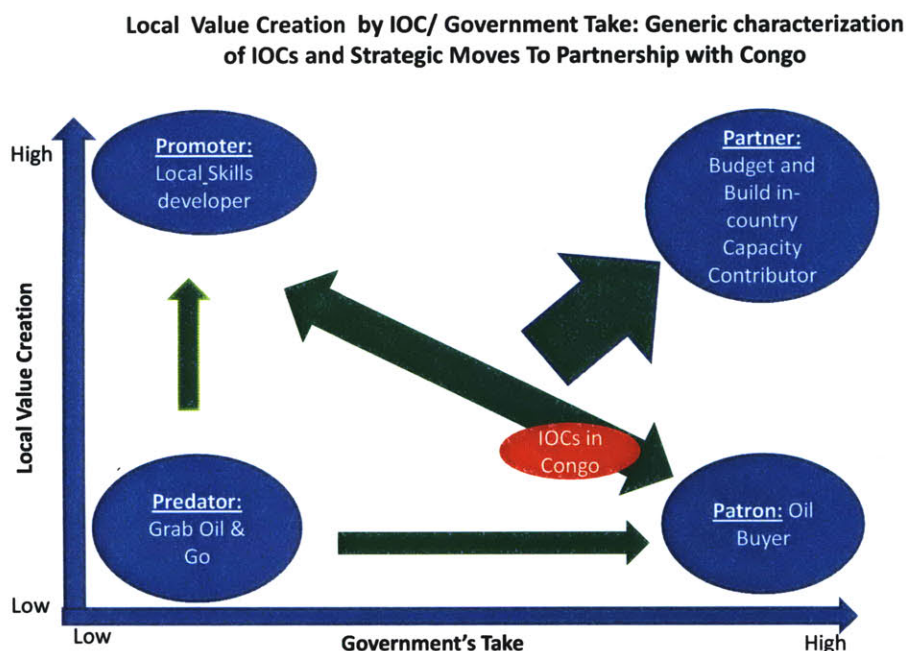 Local Value Creation by IOC/ Government Take: Generic characterization
of IOCs and Strategic Moves To Partnership with Congo
High
Promoter:
Local_Skills
developer
Partner:
Budget and
Build in-
country
Capacity
Contributor
Local Value Creation
IOCs in
Congo
Predator:
Grab Oil &
Go
Patron: Oil
Buyer
Low
Low
Government's Take
High